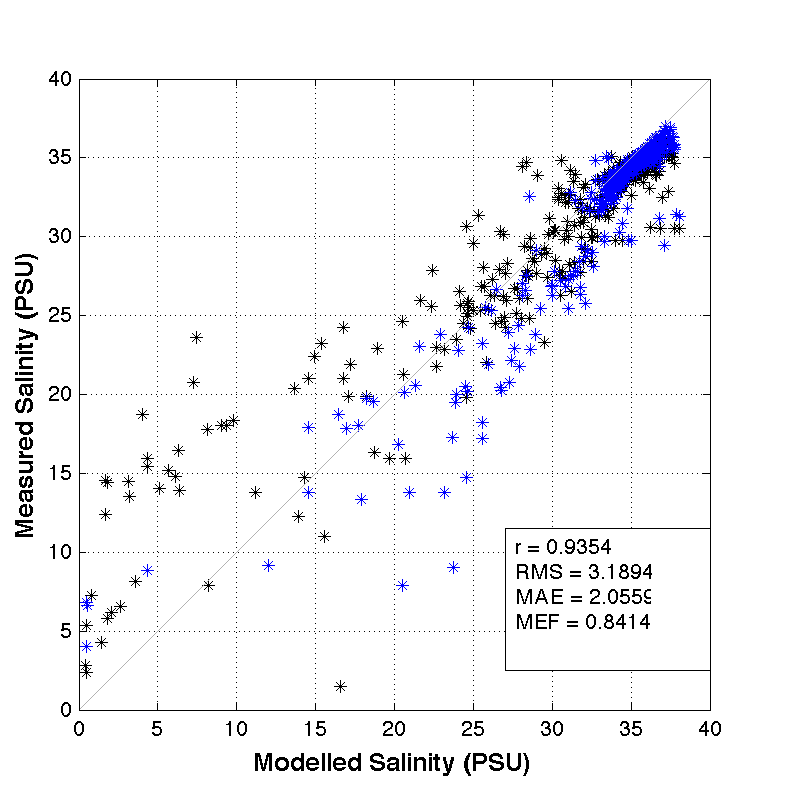 40
35
30
25
20
15
10
5
0
Measured Salinity (PSU)
r = 0.9354
RMS = 3.1894
MAE = 2.0559
MEF = 0.8414
0 5 10 15 20 25 30 35 40
Modelled Salinity (PSU)